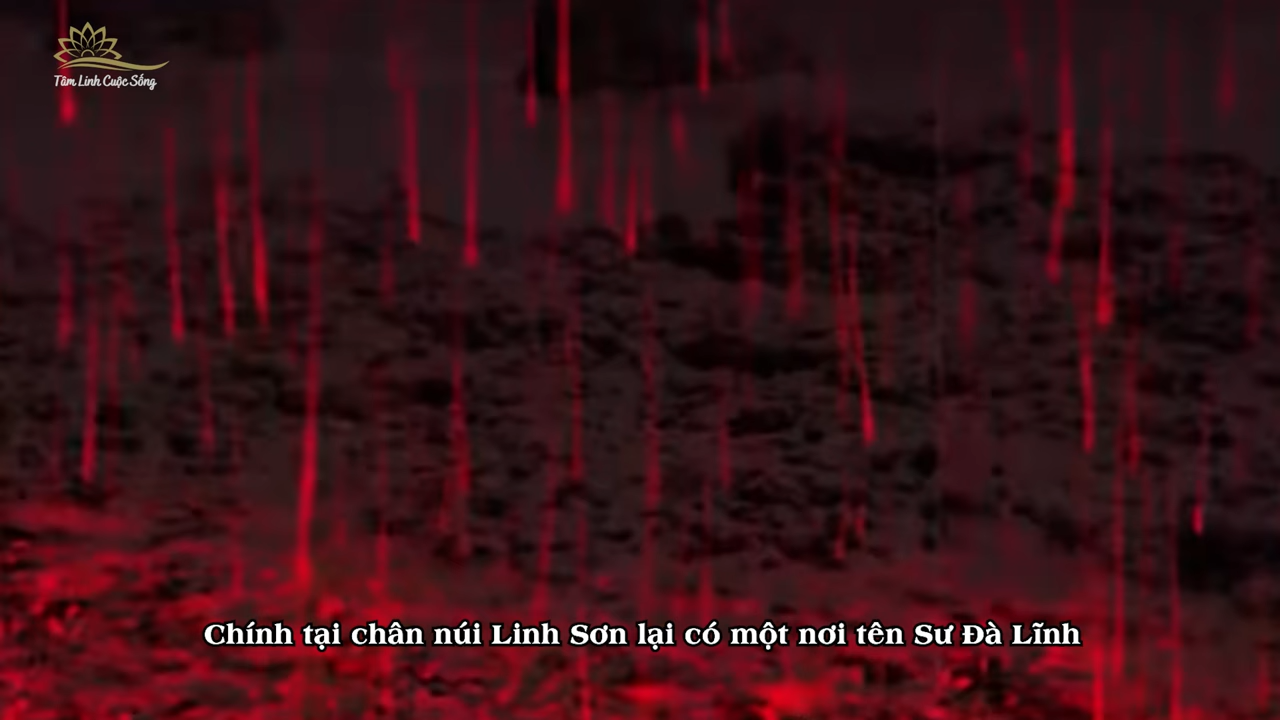 Tâm Linh Cuộc Sống
Chính tại chân núi Linh Sơn lại có một nơi tên Sư Đà Lĩnh